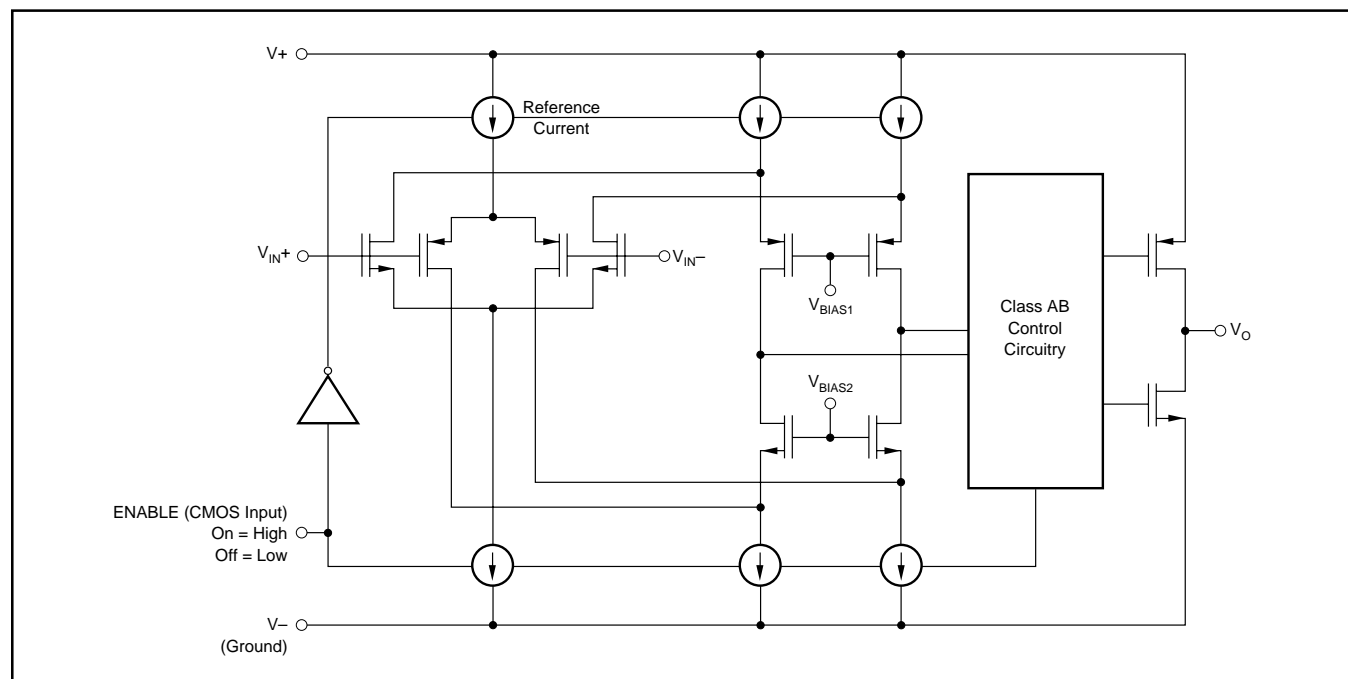 V+
Reference
Current
VIN+
VIN–
VBIAS1
Class AB
Control
Circuitry
VO
VBIAS2
ENABLE (CMOS Input)
On = High
Off = Low
V–
(Ground)